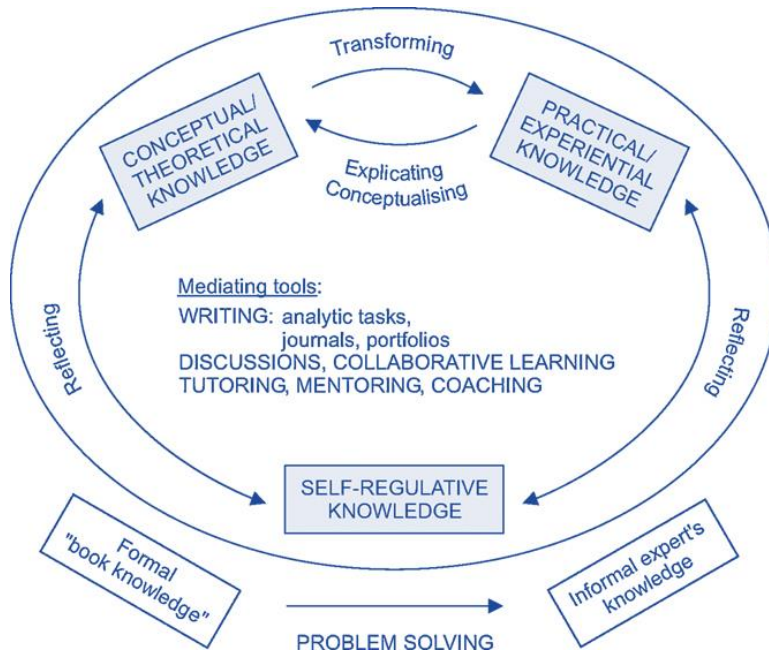 Transforming
CONCEPTUAL/
THEORETICAL
KNOWLEDGE
PRACTICAL/
EXPERIENTIAL
KNOWLEDGE
Explicating
Conceptualising
Mediating tools:
WRITING: analytic tasks,
journals, portfolios
DISCUSSIONS, COLLABORATIVE LEARNING
TUTORING, MENTORING, COACHING
Reflecting
Reflecting
SELF-REGULATIVE
KNOWLEDGE
Formal
"book knowledge"
Informal expert's
knowledge
PROBLEM SOLVING